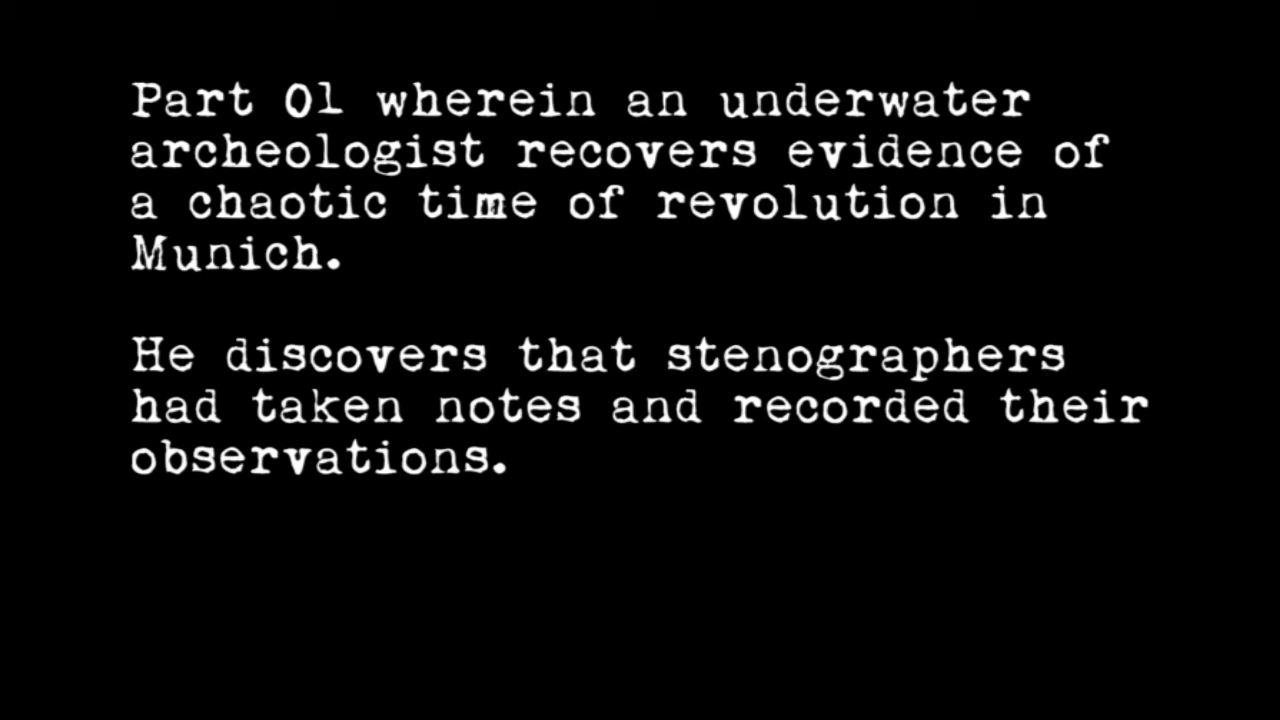 Part 01 wherein an underwater
archeologist recovers evidence of
a chaotic time of revolution in
Munich.
He discovers that stenographers
had taken notes and recorded their
observations.